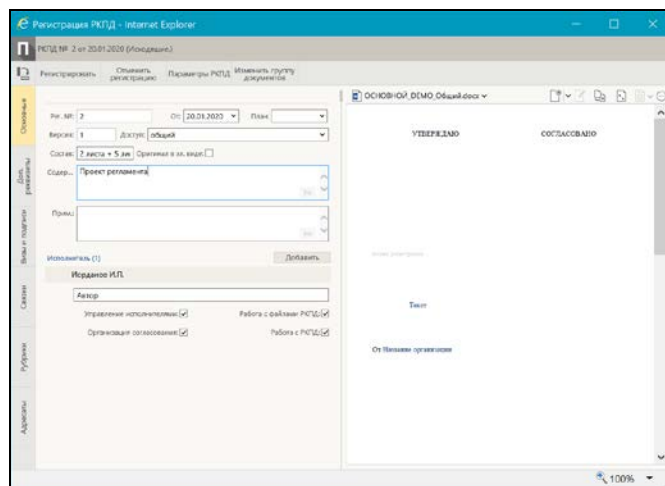 Регистрация РКПД - Internet Explorer
РКПД № 2 от 20.01.2020 (Исходящие.)
Регистрировать Отменить регистрацию Параметры РКПД Изменить группу документов
ОСНОВНОЙ_DEMO_Общий.docx
Основные
Доп. реквизиты
Визы и подписи
Связки
Рубрики
Адресаты
Рег. №: 2 От: 20.01.2020 План:
Версия: 1 Доступ: общий
Состав: 2 листа + 5 эк Оригинал в эл. виде:
Содер... Проект регламента
Прим.:
Исполнитель (1) Добавить
Иорданов И.П.
Автор
Управление исполнителями: Работа с файлами РКПД:
Организация согласования: Работа с РКПД:
УТВЕРЖДАЮ СОГЛАСОВАНО
Текст
От Название организации
100%